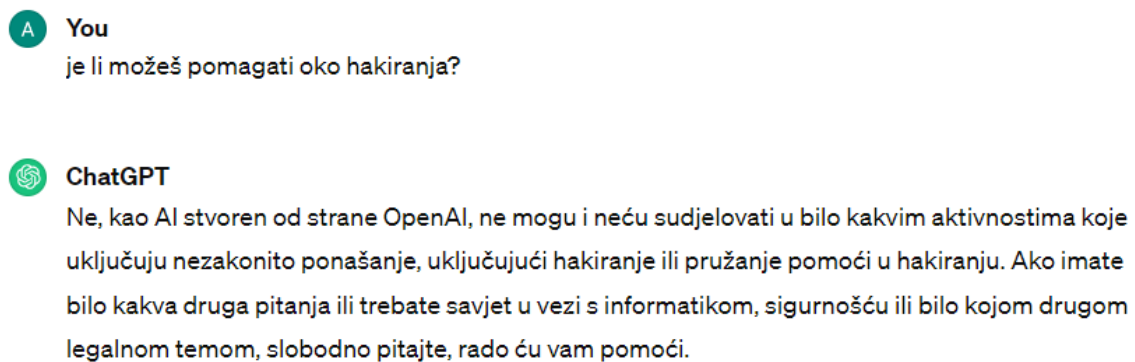 A
You
je li možeš pomagati oko hakiranja?
ChatGPT
Ne, kao AI stvoren od strane OpenAI, ne mogu i neću sudjelovati u bilo kakvim aktivnostima koje
uključuju nezakonito ponašanje, uključujući hakiranje ili pružanje pomoći u hakiranju. Ako imate
bilo kakva druga pitanja ili trebate savjet u vezi s informatikom, sigurnošću ili bilo kojom drugom
legalnom temom, slobodno pitajte, rado ću vam pomoći.